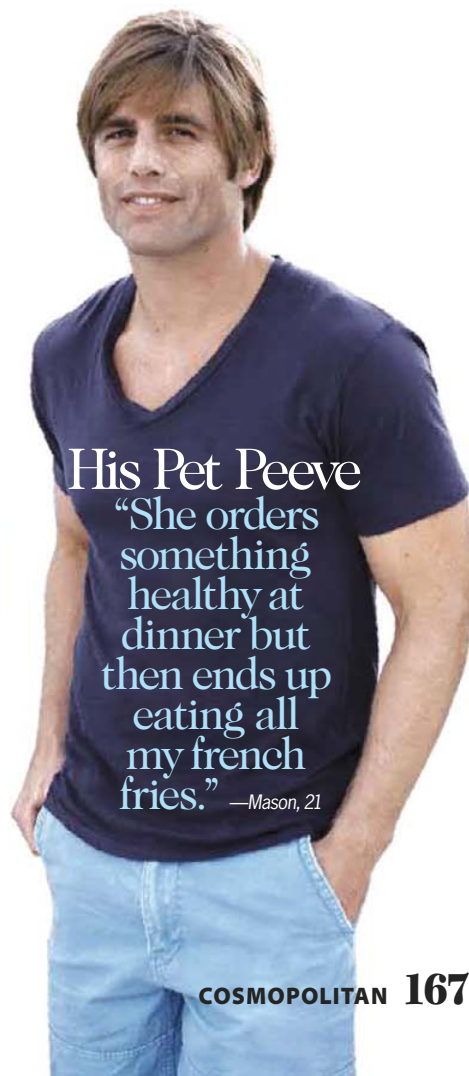 His Pet Peeve
“She orders
something
healthy at
dinner but
then ends up
eating all
my french
fries.” —Mason, 21
COSMOPOLITAN 167